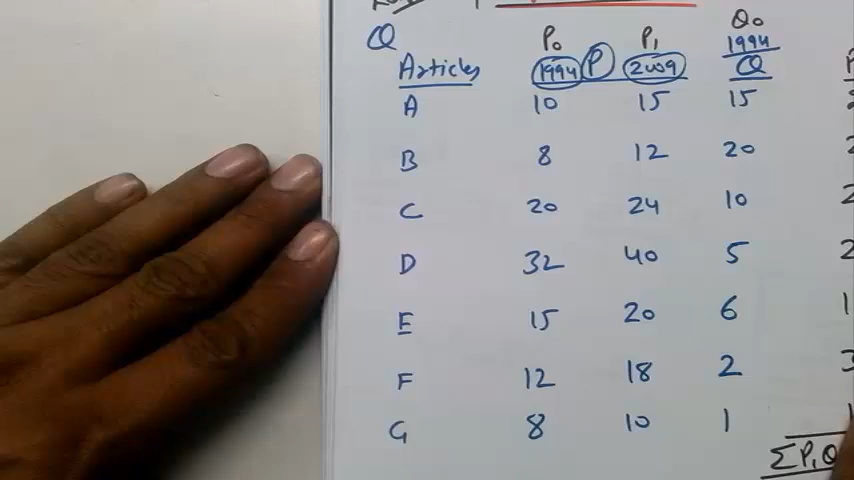 Q P₀ P₁ Q₀
Articles 1994 P 2009 1994 Q
A 10 15 15
B 8 12 20
C 20 24 10
D 32 40 5
E 15 20 6
F 12 18 2
G 8 10 1
ΣP₁Q